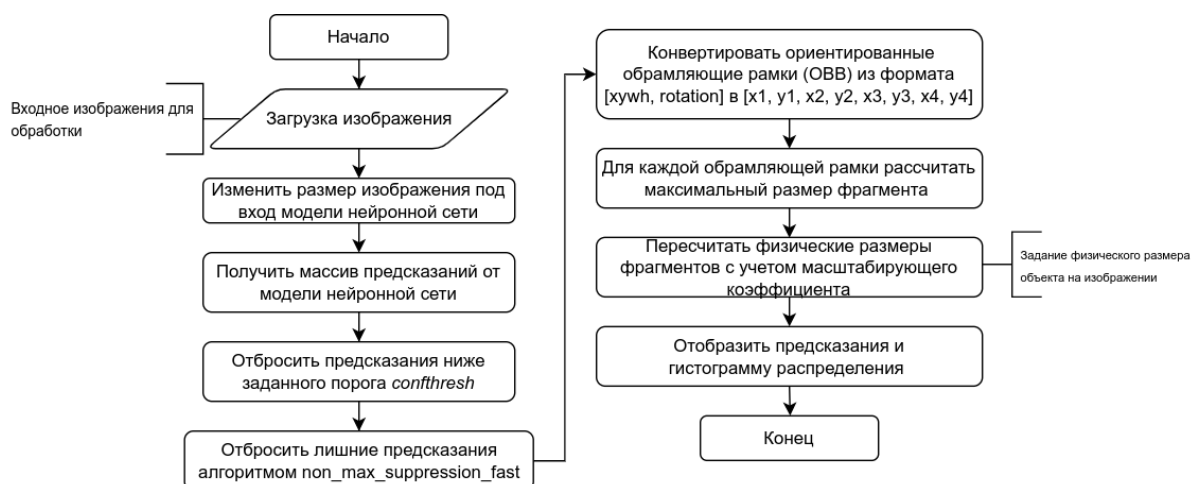 Начало
Входное изображения для
обработки
Загрузка изображения
Изменить размер изображения под
вход модели нейронной сети
Получить массив предсказаний от
модели нейронной сети
Отбросить предсказания ниже
заданного порога confthresh
Отбросить лишние предсказания
алгоритмом non_max_suppression_fast
Конвертировать ориентированные
обрамляющие рамки (OBB) из формата
[xywh, rotation] в [x1, y1, x2, y2, x3, y3, x4, y4]
Для каждой обрамляющей рамки рассчитать
максимальный размер фрагмента
Пересчитать физические размеры
фрагментов с учетом масштабирующего
коэффициента
Задание физического размера
объекта на изображении
Отобразить предсказания и
гистограмму распределения
Конец